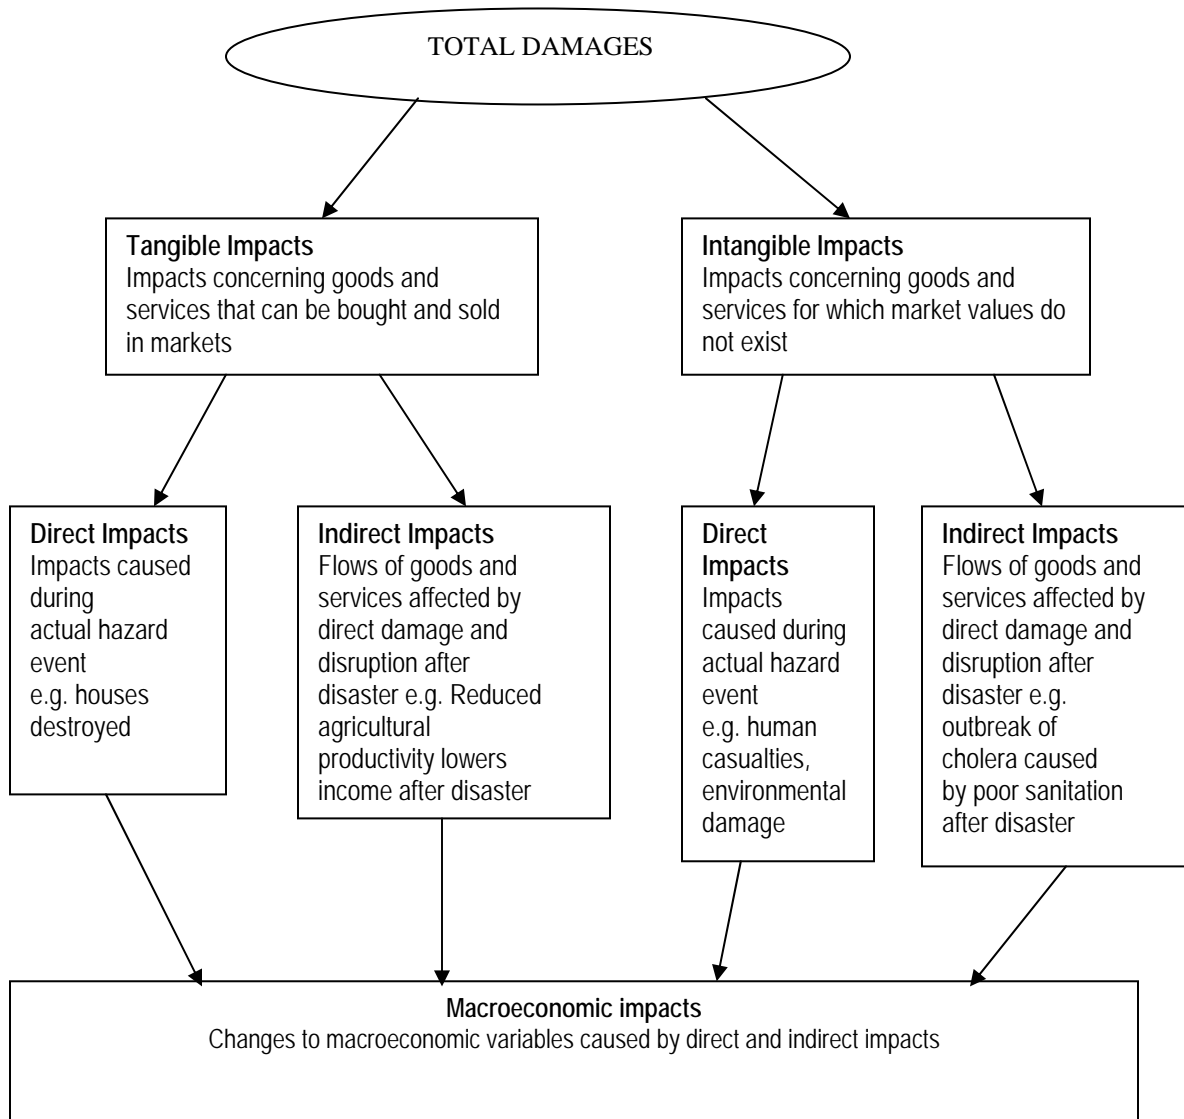 TOTAL DAMAGES
Tangible Impacts
Impacts concerning goods and
services that can be bought and sold
in markets
Intangible Impacts
Impacts concerning goods and
services for which market values do
not exist
Direct Impacts
Impacts caused
during
actual hazard
event
e.g. houses
destroyed
Indirect Impacts
Flows of goods and
services affected by
direct damage and
disruption after
disaster e.g. Reduced
agricultural
productivity lowers
income after disaster
Direct
Impacts
Impacts
caused during
actual hazard
event
e.g. human
casualties,
environmental
damage
Indirect Impacts
Flows of goods and
services affected by
direct damage and
disruption after
disaster e.g.
outbreak of
cholera caused
by poor sanitation
after disaster
Macroeconomic impacts
Changes to macroeconomic variables caused by direct and indirect impacts